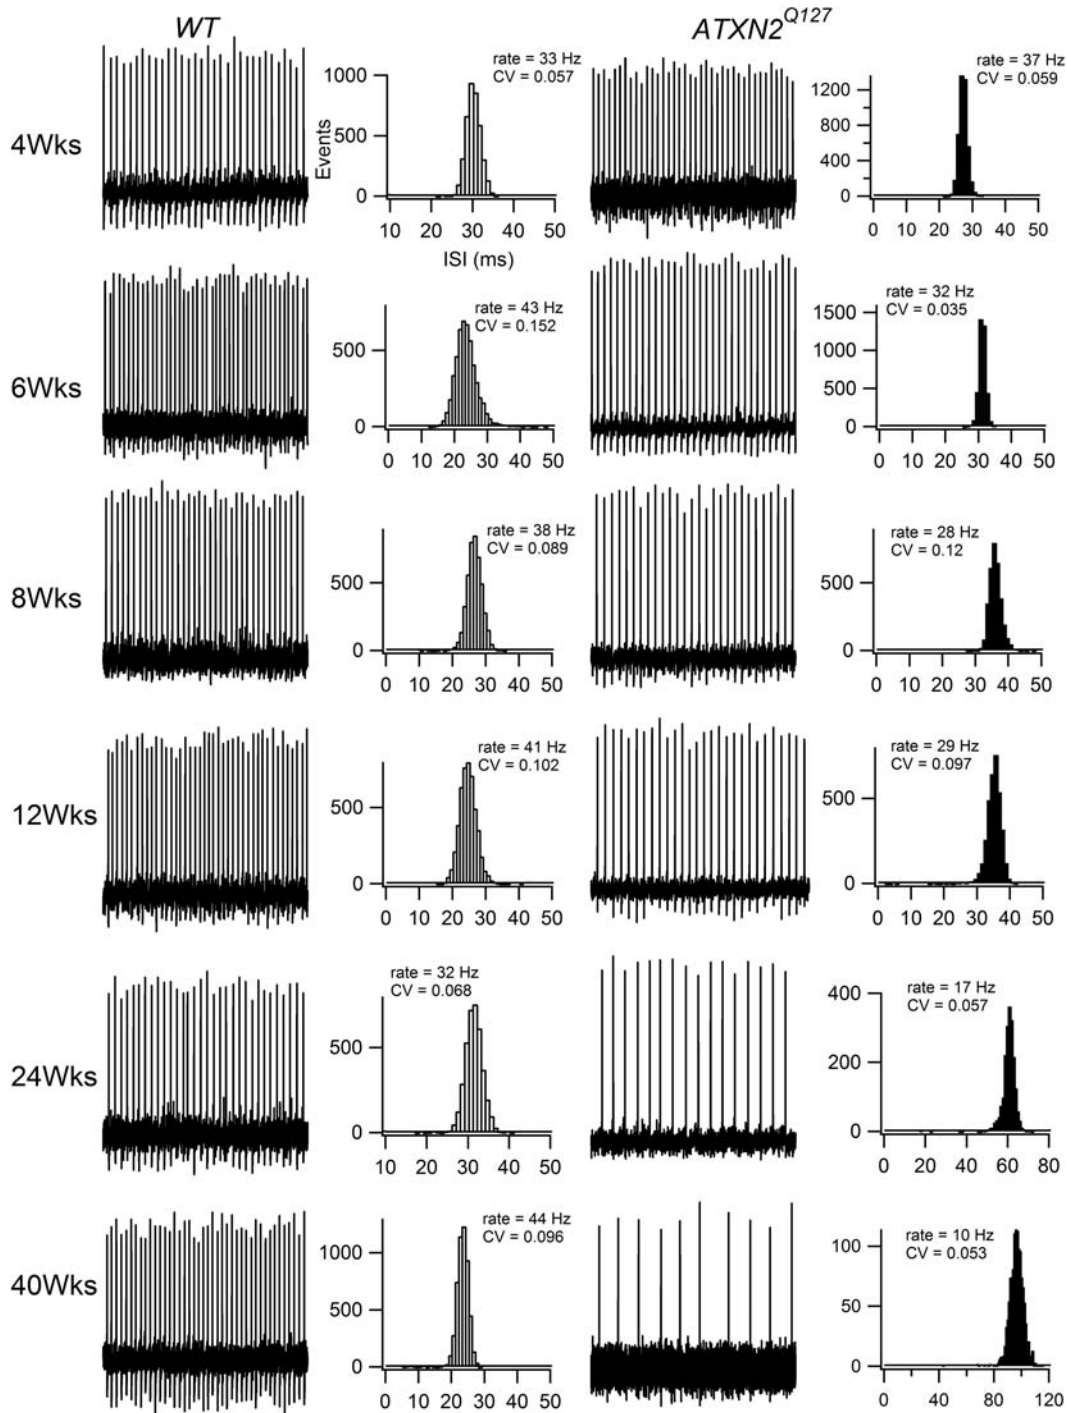 WT
ATXN2^Q127
4Wks
rate = 33 Hz
CV = 0.057
Events
1000
500
0
10 20 30 40 50
ISI (ms)
rate = 37 Hz
CV = 0.059
1200
800
400
0
0 10 20 30 40 50
6Wks
rate = 43 Hz
CV = 0.152
500
0
0 10 20 30 40 50
rate = 32 Hz
CV = 0.035
1500
1000
500
0
0 10 20 30 40 50
8Wks
rate = 38 Hz
CV = 0.089
500
0
0 10 20 30 40 50
rate = 28 Hz
CV = 0.12
500
0
0 10 20 30 40 50
12Wks
rate = 41 Hz
CV = 0.102
500
0
0 10 20 30 40 50
rate = 29 Hz
CV = 0.097
500
0
0 10 20 30 40 50
24Wks
rate = 32 Hz
CV = 0.068
500
0
10 20 30 40 50
rate = 17 Hz
CV = 0.057
400
200
0
0 20 40 60 80
40Wks
rate = 44 Hz
CV = 0.096
1000
500
0
0 10 20 30 40 50
rate = 10 Hz
CV = 0.053
100
50
0
0 40 80 120